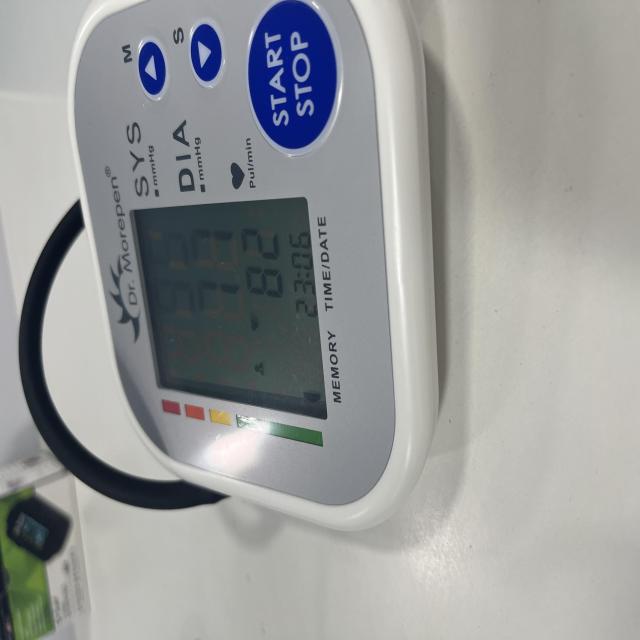 Dr. Morepen®
SYS
mmHg
DIA
mmHg
Pul/min
82
23:06
MEMORY TIME/DATE
M
S
START
STOP